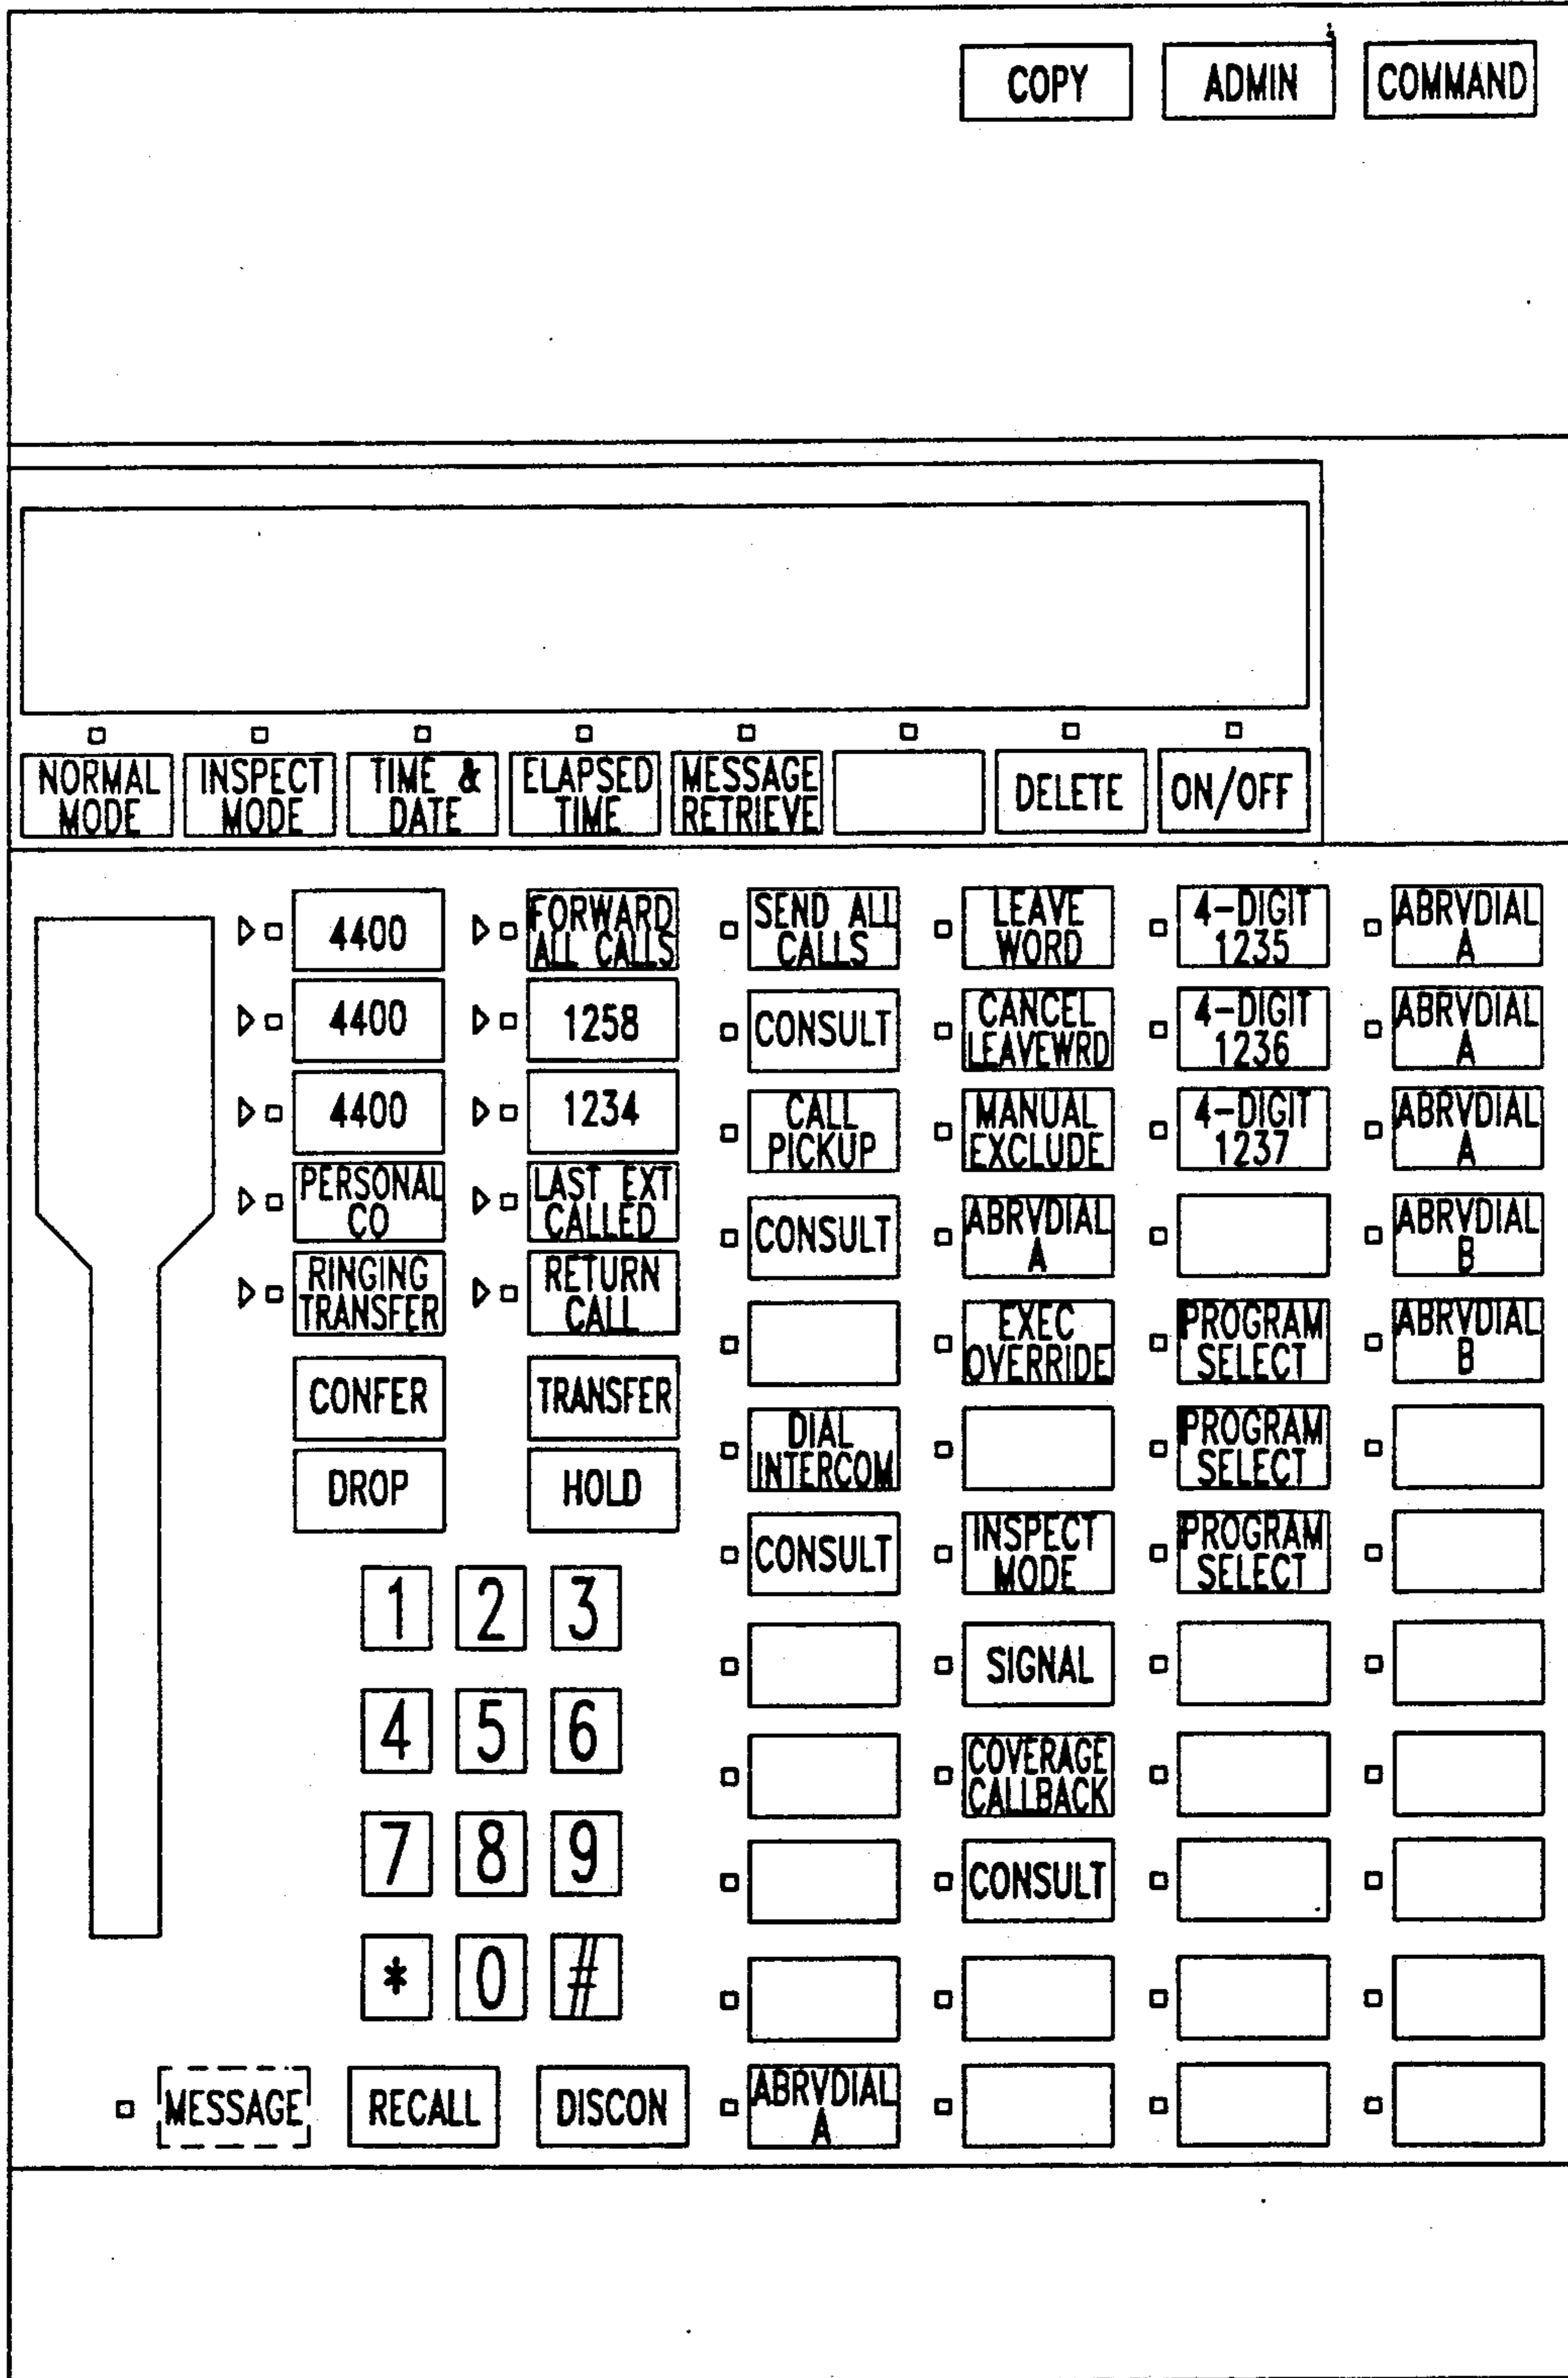 COPY ADMIN COMMAND
NORMAL MODE INSPECT MODE TIME & DATE ELAPSED TIME MESSAGE RETRIEVE DELETE ON/OFF
4400 FORWARD ALL CALLS SEND ALL CALLS LEAVE WORD 4-DIGIT 1235 ABRVDIAL A
4400 1258 CONSULT CANCEL LEAVEWRD 4-DIGIT 1236 ABRVDIAL A
4400 1234 CALL PICKUP MANUAL EXCLUDE 4-DIGIT 1237 ABRVDIAL A
PERSONAL CO LAST EXT CALLED CONSULT ABRVDIAL A ABRVDIAL B
RINGING TRANSFER RETURN CALL EXEC OVERRIDE PROGRAM SELECT ABRVDIAL B
CONFER TRANSFER DIAL INTERCOM PROGRAM SELECT
DROP HOLD CONSULT INSPECT MODE PROGRAM SELECT
1 2 3 SIGNAL
4 5 6 COVERAGE CALLBACK
7 8 9 CONSULT
* 0 #
MESSAGE RECALL DISCON ABRVDIAL A